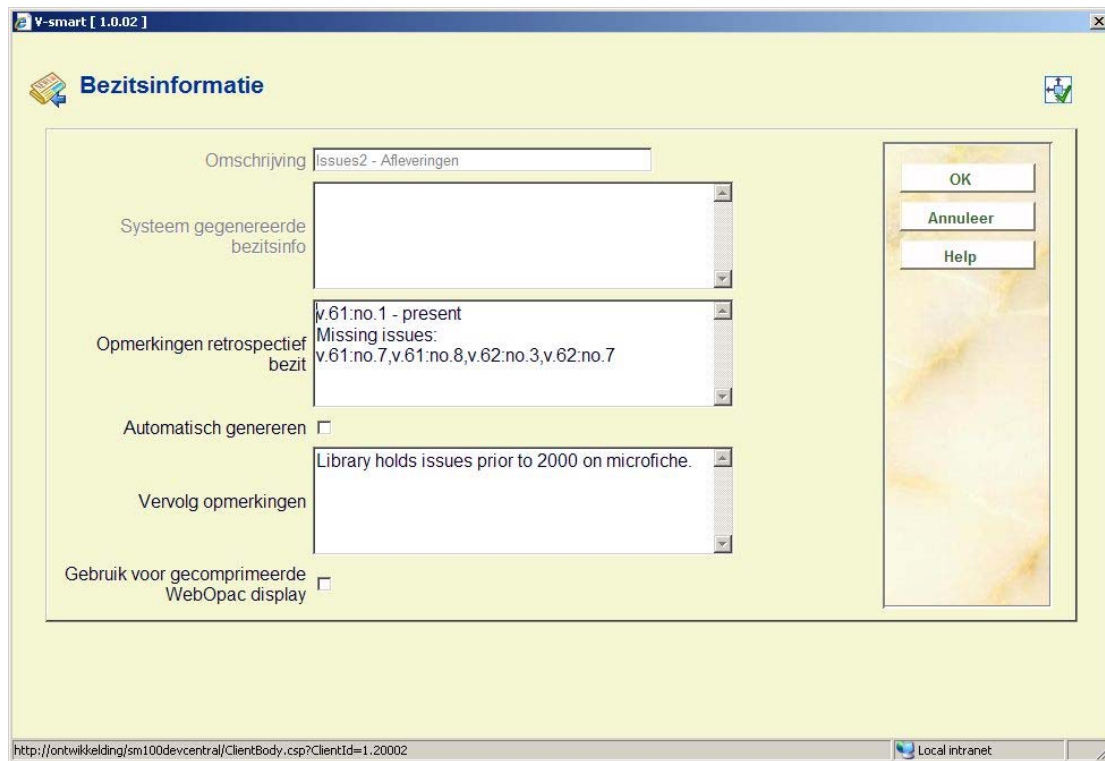 V-smart [ 1.0.02 ]
Bezitsinformatie
Omschrijving Issues2 - Afleveringen
Systeem gegenereerde
bezitsinfo
Opmerkingen retrospectief
bezit
v.61:no.1 - present
Missing issues:
v.61:no.7,v.61:no.8,v.62:no.3,v.62:no.7
Automatisch genereren
Vervolg opmerkingen
Library holds issues prior to 2000 on microfiche.
Gebruik voor gecomprimeerde
WebOpac display
OK
Annuleer
Help
http://ontwikkelding/sm100devcentral/ClientBody.csp?ClientId=1.20002
Local intranet